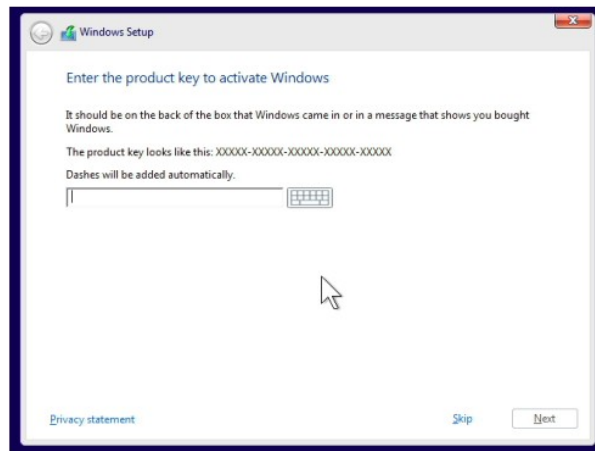 Windows Setup
Enter the product key to activate Windows
It should be on the back of the box that Windows came in or in a message that shows you bought
Windows.
The product key looks like this: XXXXX-XXXXX-XXXXX-XXXXX-XXXXX
Dashes will be added automatically.
Privacy statement
Skip
Next